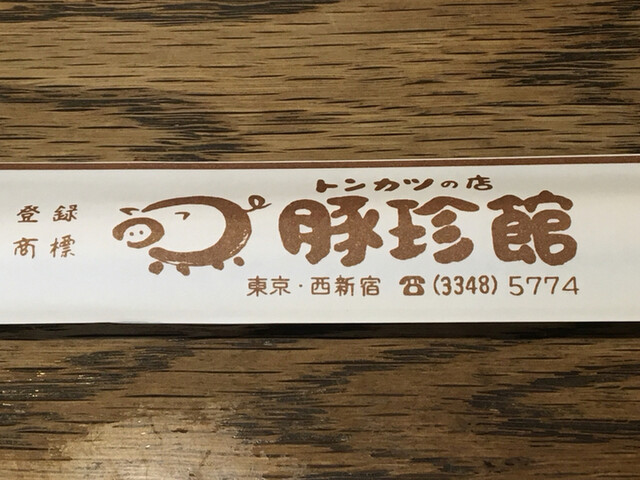 登録
商標
トンカツの店
豚珍館
東京・西新宿 ☎(3348)5774